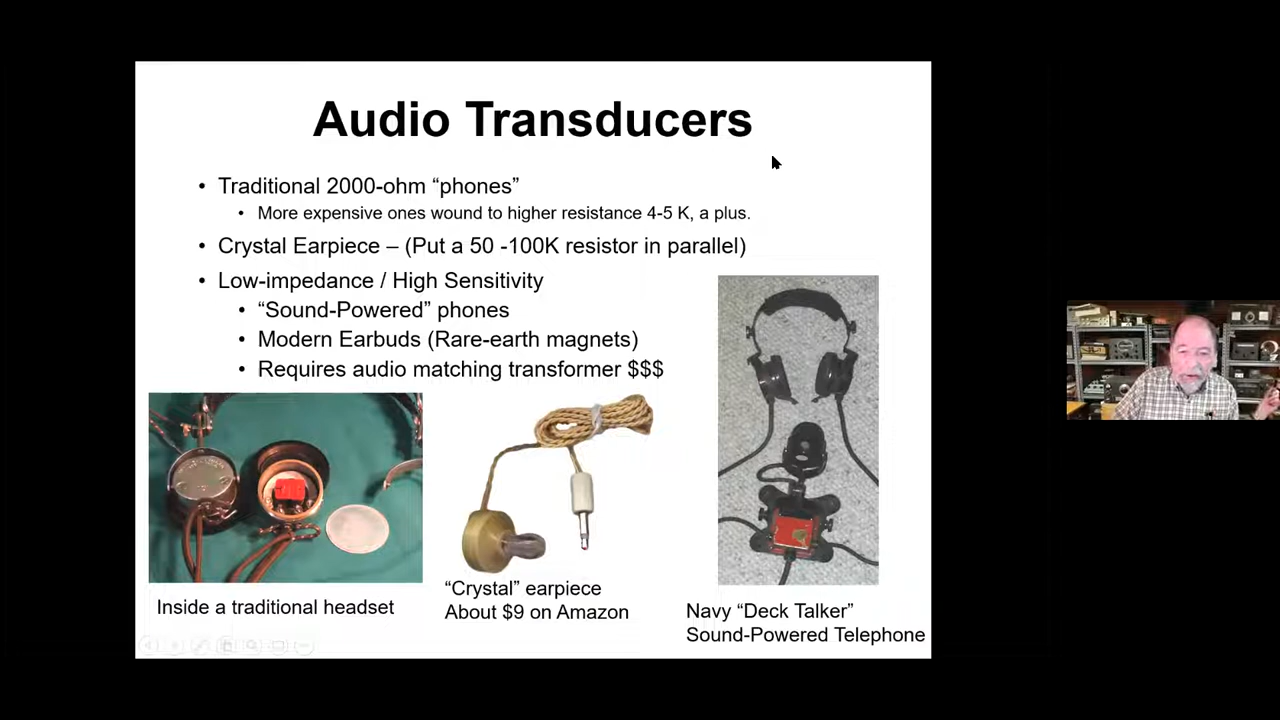 Audio Transducers
• Traditional 2000-ohm “phones”
• More expensive ones wound to higher resistance 4-5 K, a plus.
• Crystal Earpiece – (Put a 50 -100K resistor in parallel)
• Low-impedance / High Sensitivity
• “Sound-Powered” phones
• Modern Earbuds (Rare-earth magnets)
• Requires audio matching transformer $$$
Inside a traditional headset
“Crystal” earpiece
About $9 on Amazon
Navy “Deck Talker”
Sound-Powered Telephone